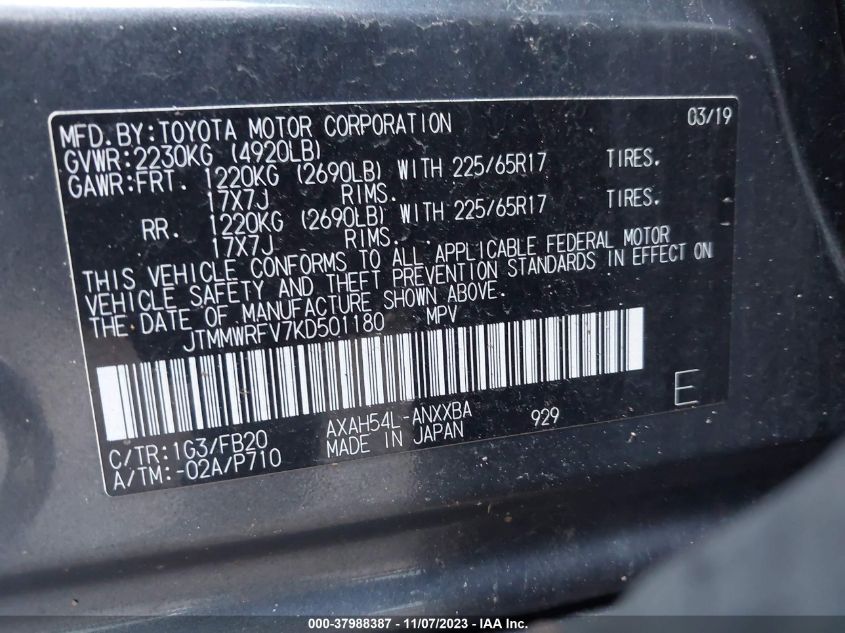 03/19
MFD.BY:TOYOTA MOTOR CORPORATION
GVWR:2230KG (4920LB)
GAWR:FRT. 1220KG (2690LB) WITH 225/65R17 TIRES.
17X7J RIMS.
RR. 1220KG (2690LB) WITH 225/65R17 TIRES.
17X7J RIMS.
THIS VEHICLE CONFORMS TO ALL APPLICABLE FEDERAL MOTOR
VEHICLE SAFETY AND THEFT PREVENTION STANDARDS IN EFFECT ON
THE DATE OF MANUFACTURE SHOWN ABOVE.
JTMMWRFV7KD501180 MPV
C/TR:1G3/FB20 AXAH54L-ANXXBA 929 E
A/TM:-02A/P710 MADE IN JAPAN
000-37988387 — 11/07/2023 — IAA Inc.